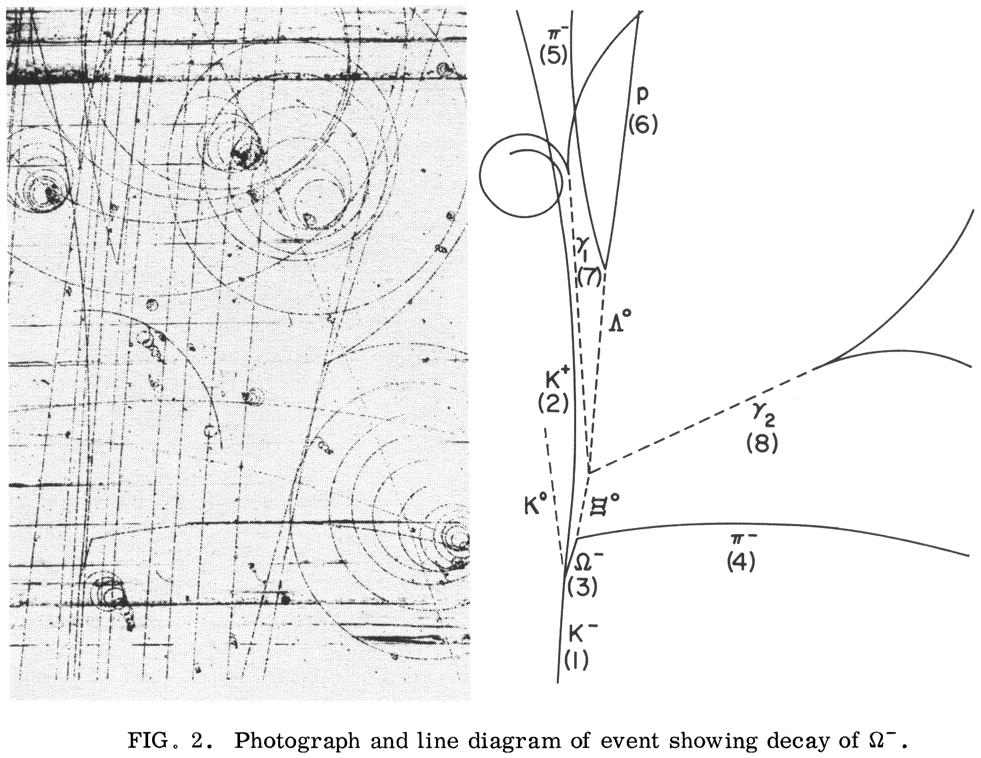 π⁻
(5)
p
(6)
γ₁
(7)
Λ°
K⁺
(2)
γ₂
(8)
K°
Ξ°
π⁻
(4)
Ω⁻
(3)
K⁻
(1)
FIG. 2. Photograph and line diagram of event showing decay of Ω⁻.